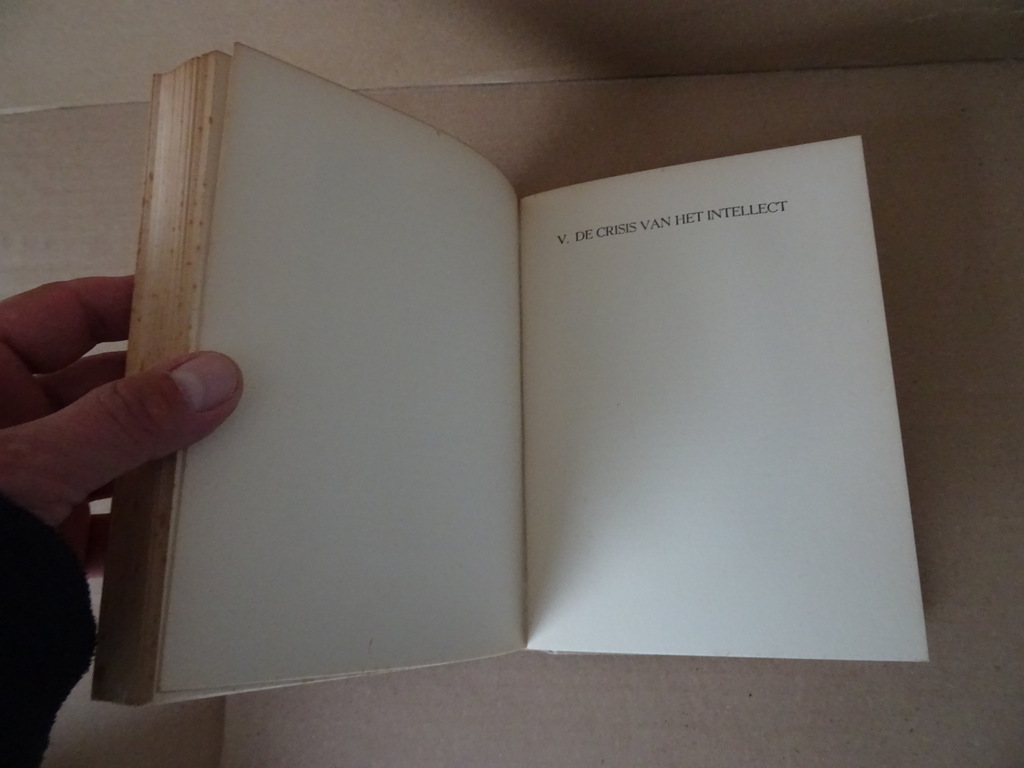 V. DE CRISIS VAN HET INTELLECT